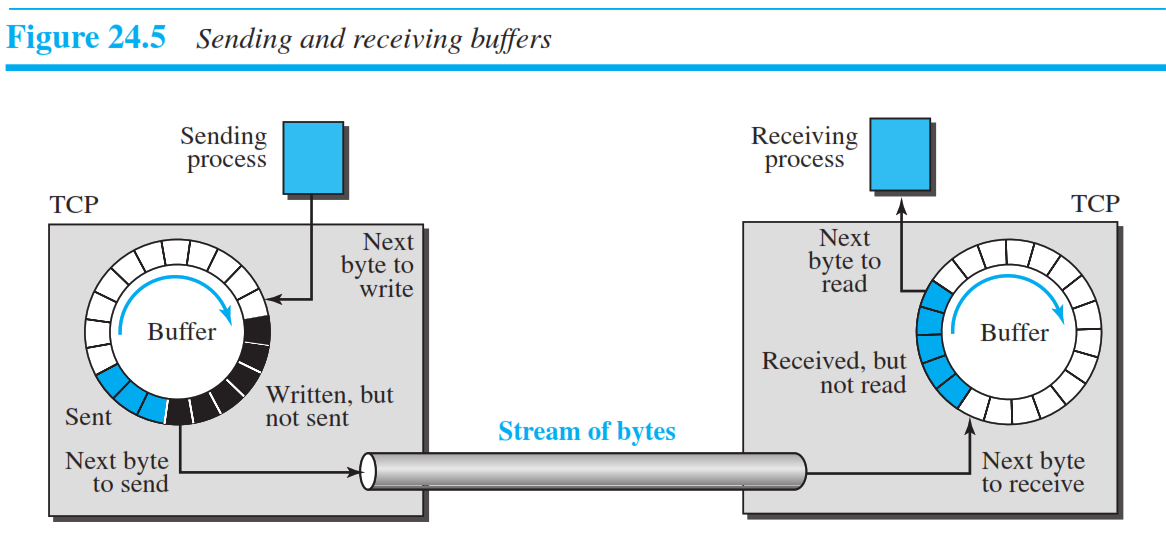 Figure 24.5 Sending and receiving buffers
Sending
process
Receiving
process
TCP
TCP
Next
byte to
write
Next
byte to
read
Buffer
Buffer
Received, but
not read
Written, but
not sent
Sent
Stream of bytes
Next byte
to send
Next byte
to receive